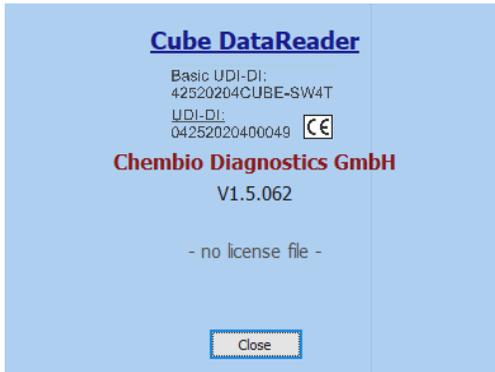 Cube DataReader
Basic UDI-DI:
42520204CUBE-SW4T
UDI-DI:
04252020400049 CE
Chembio Diagnostics GmbH
V1.5.062
- no license file -
Close